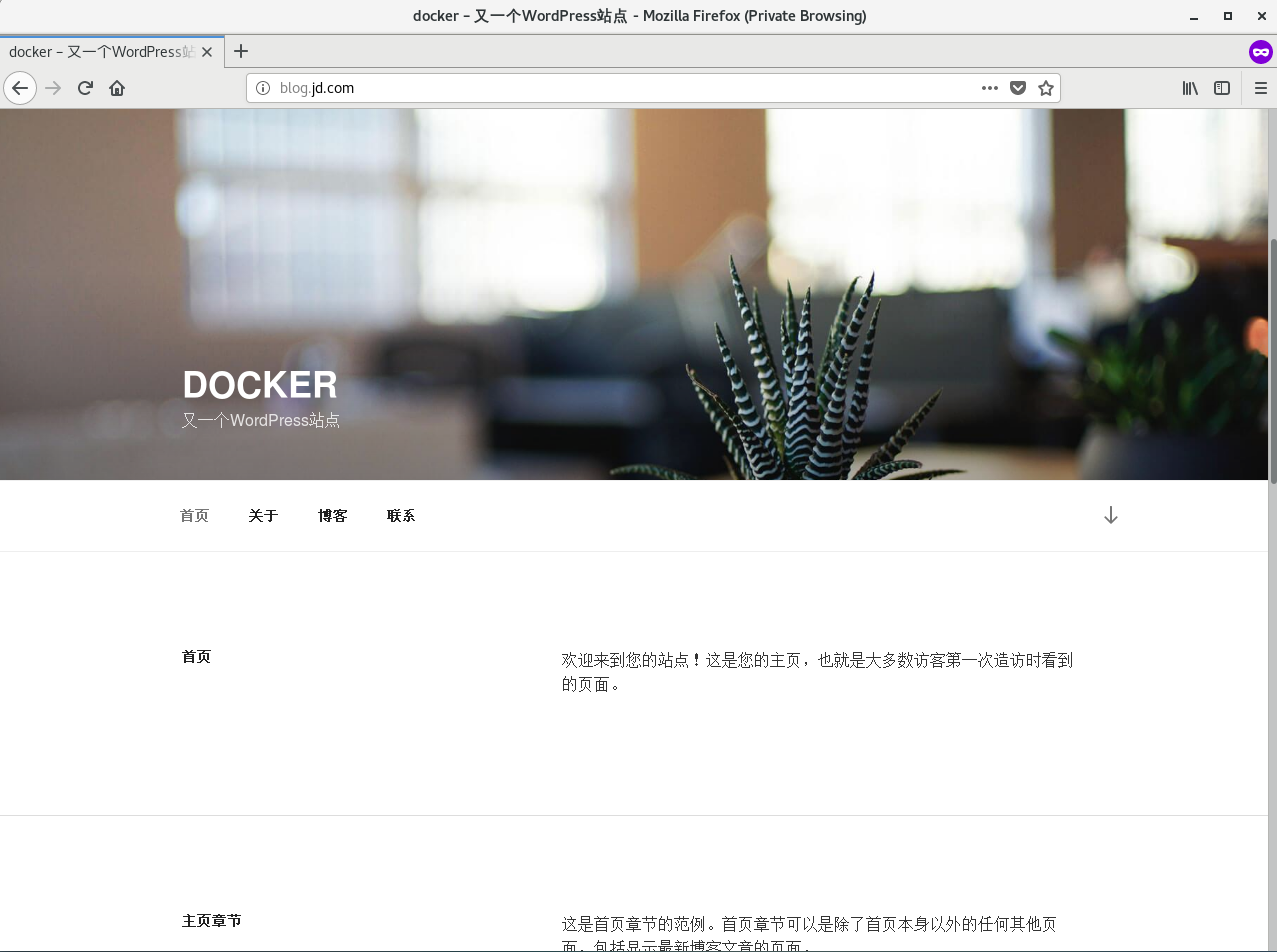 docker – 又一个WordPress站点 - Mozilla Firefox (Private Browsing)
docker – 又一个WordPress站
blog.jd.com
DOCKER
又一个WordPress站点
首页 关于 博客 联系
首页
欢迎来到您的站点！这是您的主页，也就是大多数访客第一次造访时看到
的页面。
主页章节
这是首页章节的范例。首页章节可以是除了首页本身以外的任何其他页
面，包括显示最新博客文章的页面。